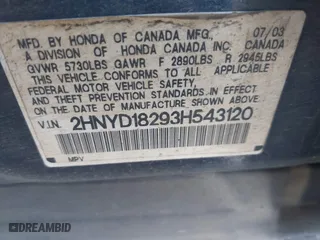 MFD. BY HONDA OF CANADA MFG., 07/03
A DIVISION OF HONDA CANADA INC. CANADA
GVWR 5730LBS GAWR F 2890LBS R 2945LBS
THIS VEHICLE CONFORMS TO ALL APPLICABLE
FEDERAL MOTOR VEHICLE SAFETY AND
THEFT PREVENTION STANDARDS IN EFFECT ON
THE DATE OF MANUFACTURE SHOWN ABOVE.
V.I.N. 2HNYD18293H543120
MPV
DREAMBID